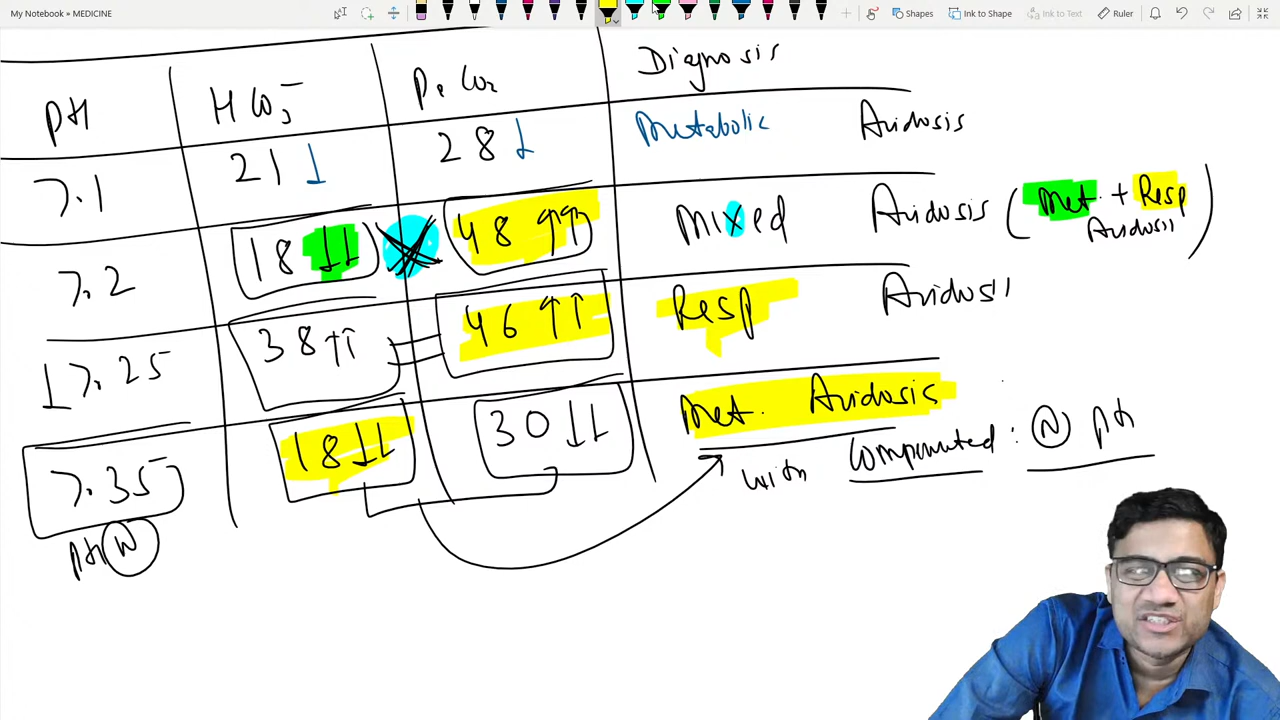 My Notebook » MEDICINE
Shapes Ink to Shape Ink to Text Ruler
PH HCO3- PaCO2 Diagnosis
7.1 21 ↓ 28 ↓ Metabolic Acidosis
7.2 18 ↓↓ 48 ↑↑ Mixed Acidosis (Met. + Resp Acidosis)
↓ 7.25 38 ↑↑ = 46 ↑↑ Resp Acidosis
7.35 18 ↓↓ 30 ↓↓ Met. Acidosis
with Compensated : N PH
PH N